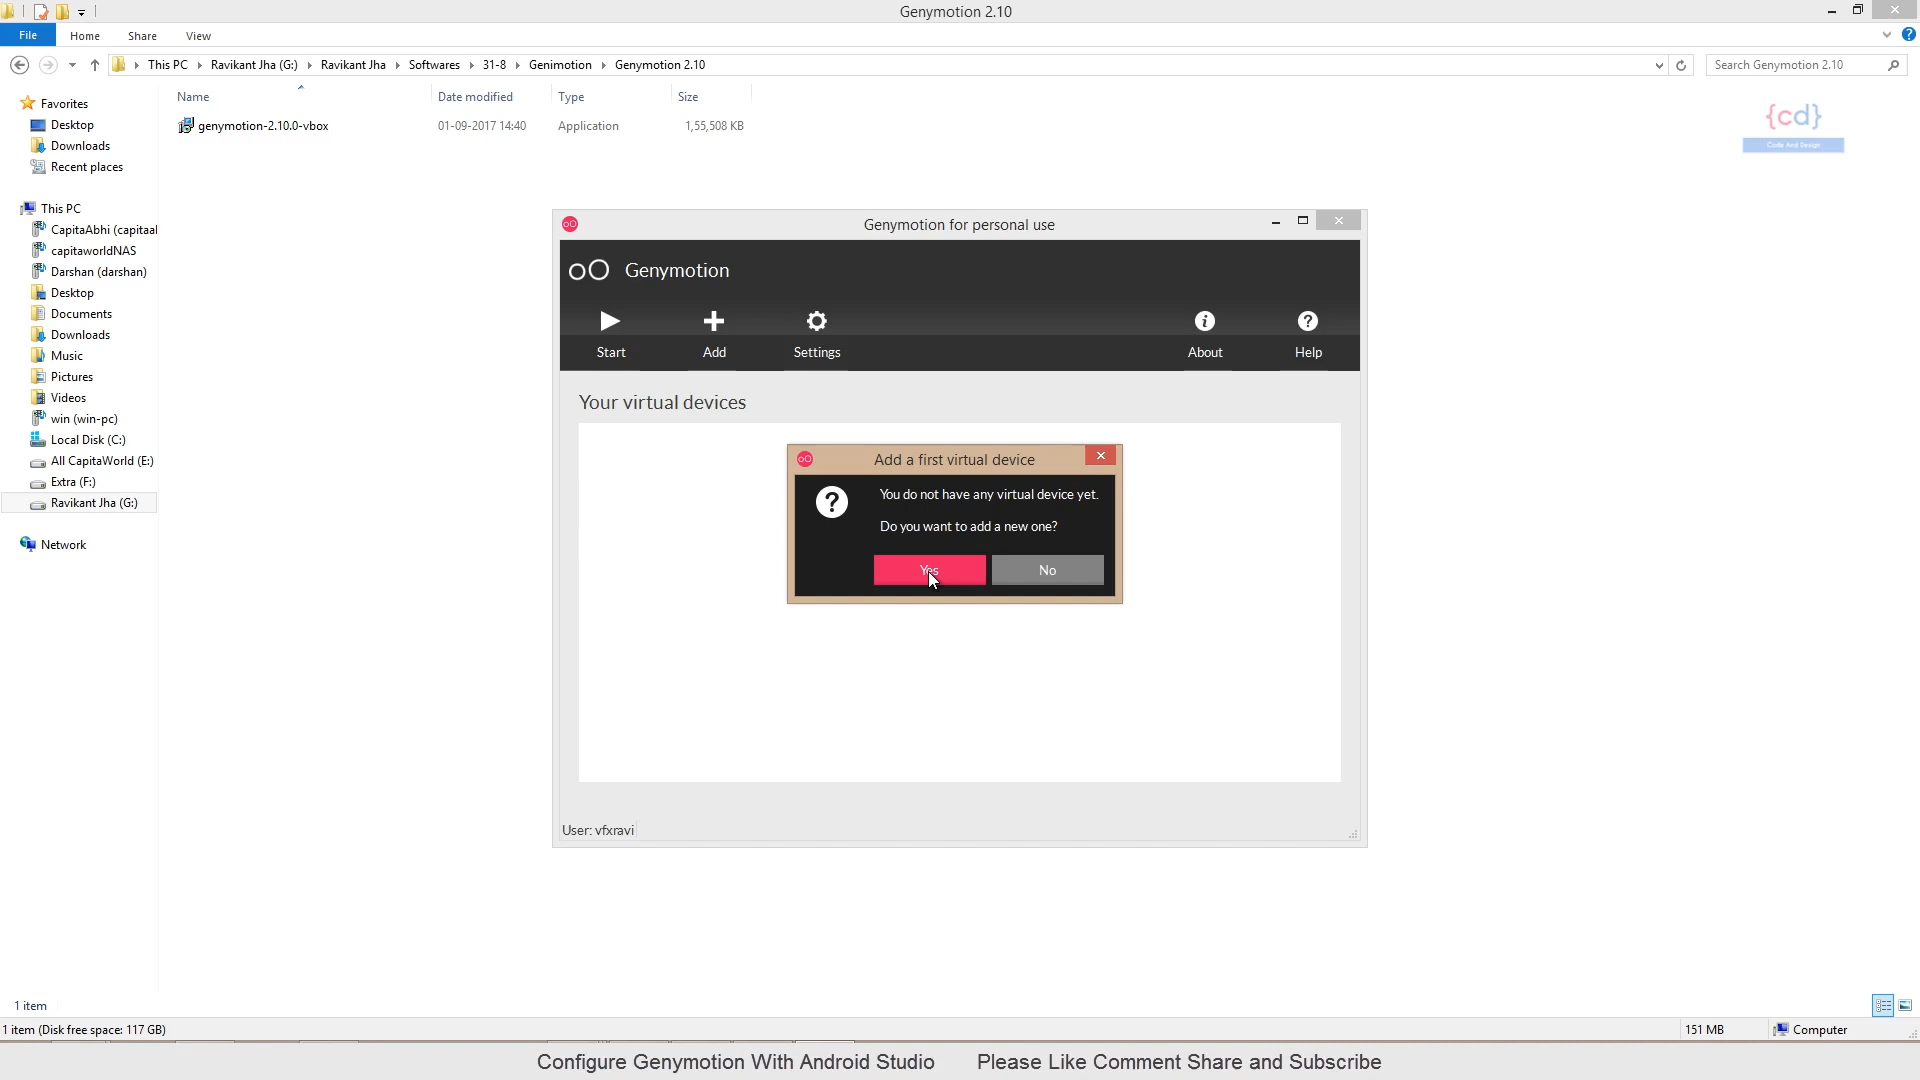 Genymotion 2.10
File Home Share View
This PC Ravikant Jha (G:) Ravikant Jha Softwares 31-8 Genimotion Genymotion 2.10
Search Genymotion 2.10
Name Date modified Type Size
genymotion-2.10.0-vbox 01-09-2017 14:40 Application 1,55,508 KB
Favorites
Desktop
Downloads
Recent places
This PC
CapitaAbhi (capitaal
capitaworldNAS
Darshan (darshan)
Desktop
Documents
Downloads
Music
Pictures
Videos
win (win-pc)
Local Disk (C:)
All CapitaWorld (E:)
Extra (F:)
Ravikant Jha (G:)
Network
{cd}
Code And Design
Genymotion for personal use
Genymotion
Start Add Settings About Help
Your virtual devices
Add a first virtual device
You do not have any virtual device yet.
Do you want to add a new one?
Yes No
User: vfxravi
1 item
1 item (Disk free space: 117 GB) 151 MB Computer
Configure Genymotion With Android Studio Please Like Comment Share and Subscribe